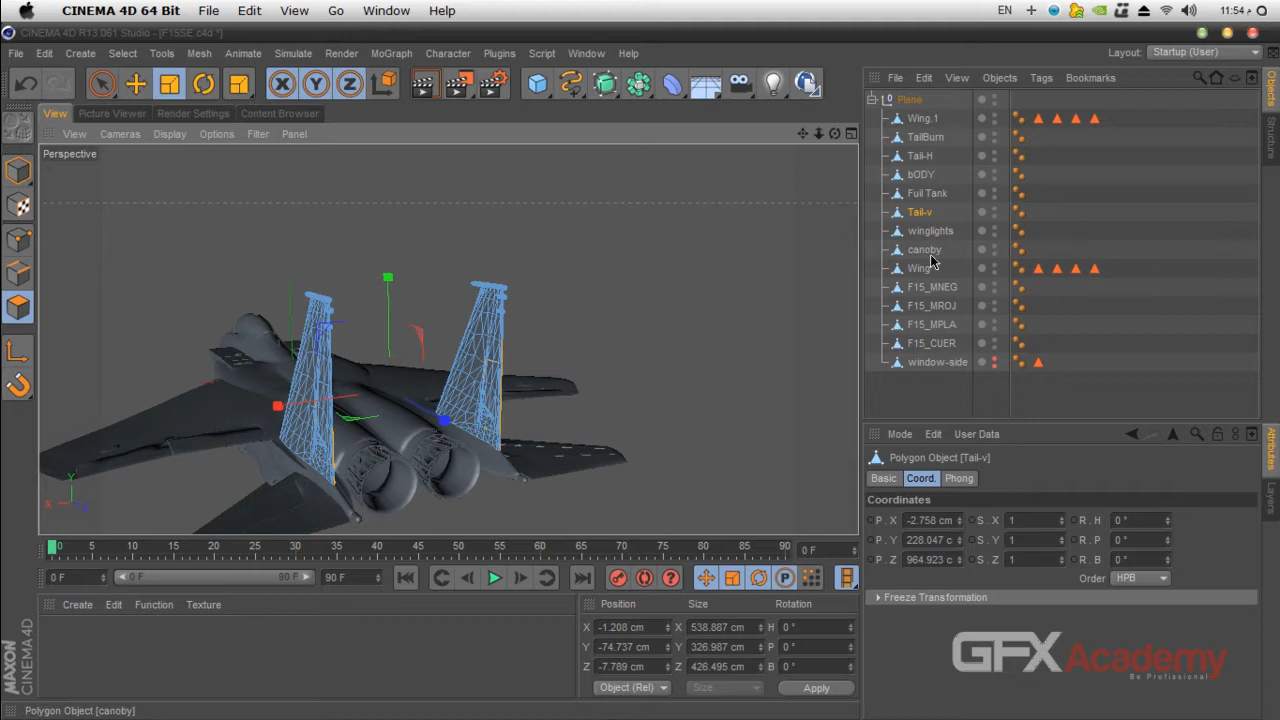 CINEMA 4D 64 Bit File Edit View Go Window Help EN م 11:54
CINEMA 4D R13.061 Studio - [F15SE.c4d *]
File Edit Create Select Tools Mesh Animate Simulate Render MoGraph Character Plugins Script Window Help Layout: Startup (User)
X Y Z
File Edit View Objects Tags Bookmarks
View Picture Viewer Render Settings Content Browser
View Cameras Display Options Filter Panel
Perspective
Plane
Wing.1
TailBurn
Tail-H
bODY
Fuil Tank
Tail-v
winglights
canoby
Wing
F15_MNEG
F15_MROJ
F15_MPLA
F15_CUER
window-side
Objects
Structure
Mode Edit User Data
Polygon Object [Tail-v]
Basic Coord. Phong
Coordinates
P . X -2.758 cm S . X 1 R . H 0 °
P . Y 228.047 c S . Y 1 R . P 0 °
P . Z 964.923 c S . Z 1 R . B 0 °
Order HPB
Freeze Transformation
Attributes
Layers
Y
X Z
0 5 10 15 20 25 30 35 40 45 50 55 60 65 70 75 80 85 90 0 F
0 F 0 F 90 F 90 F
Create Edit Function Texture
Position Size Rotation
X -1.208 cm X 538.887 cm H 0 °
Y -74.737 cm Y 326.987 cm P 0 °
Z -7.789 cm Z 426.495 cm B 0 °
Object (Rel) Size Apply
MAXON CINEMA 4D
GFXAcademy
Be Profissional
Polygon Object [canoby]